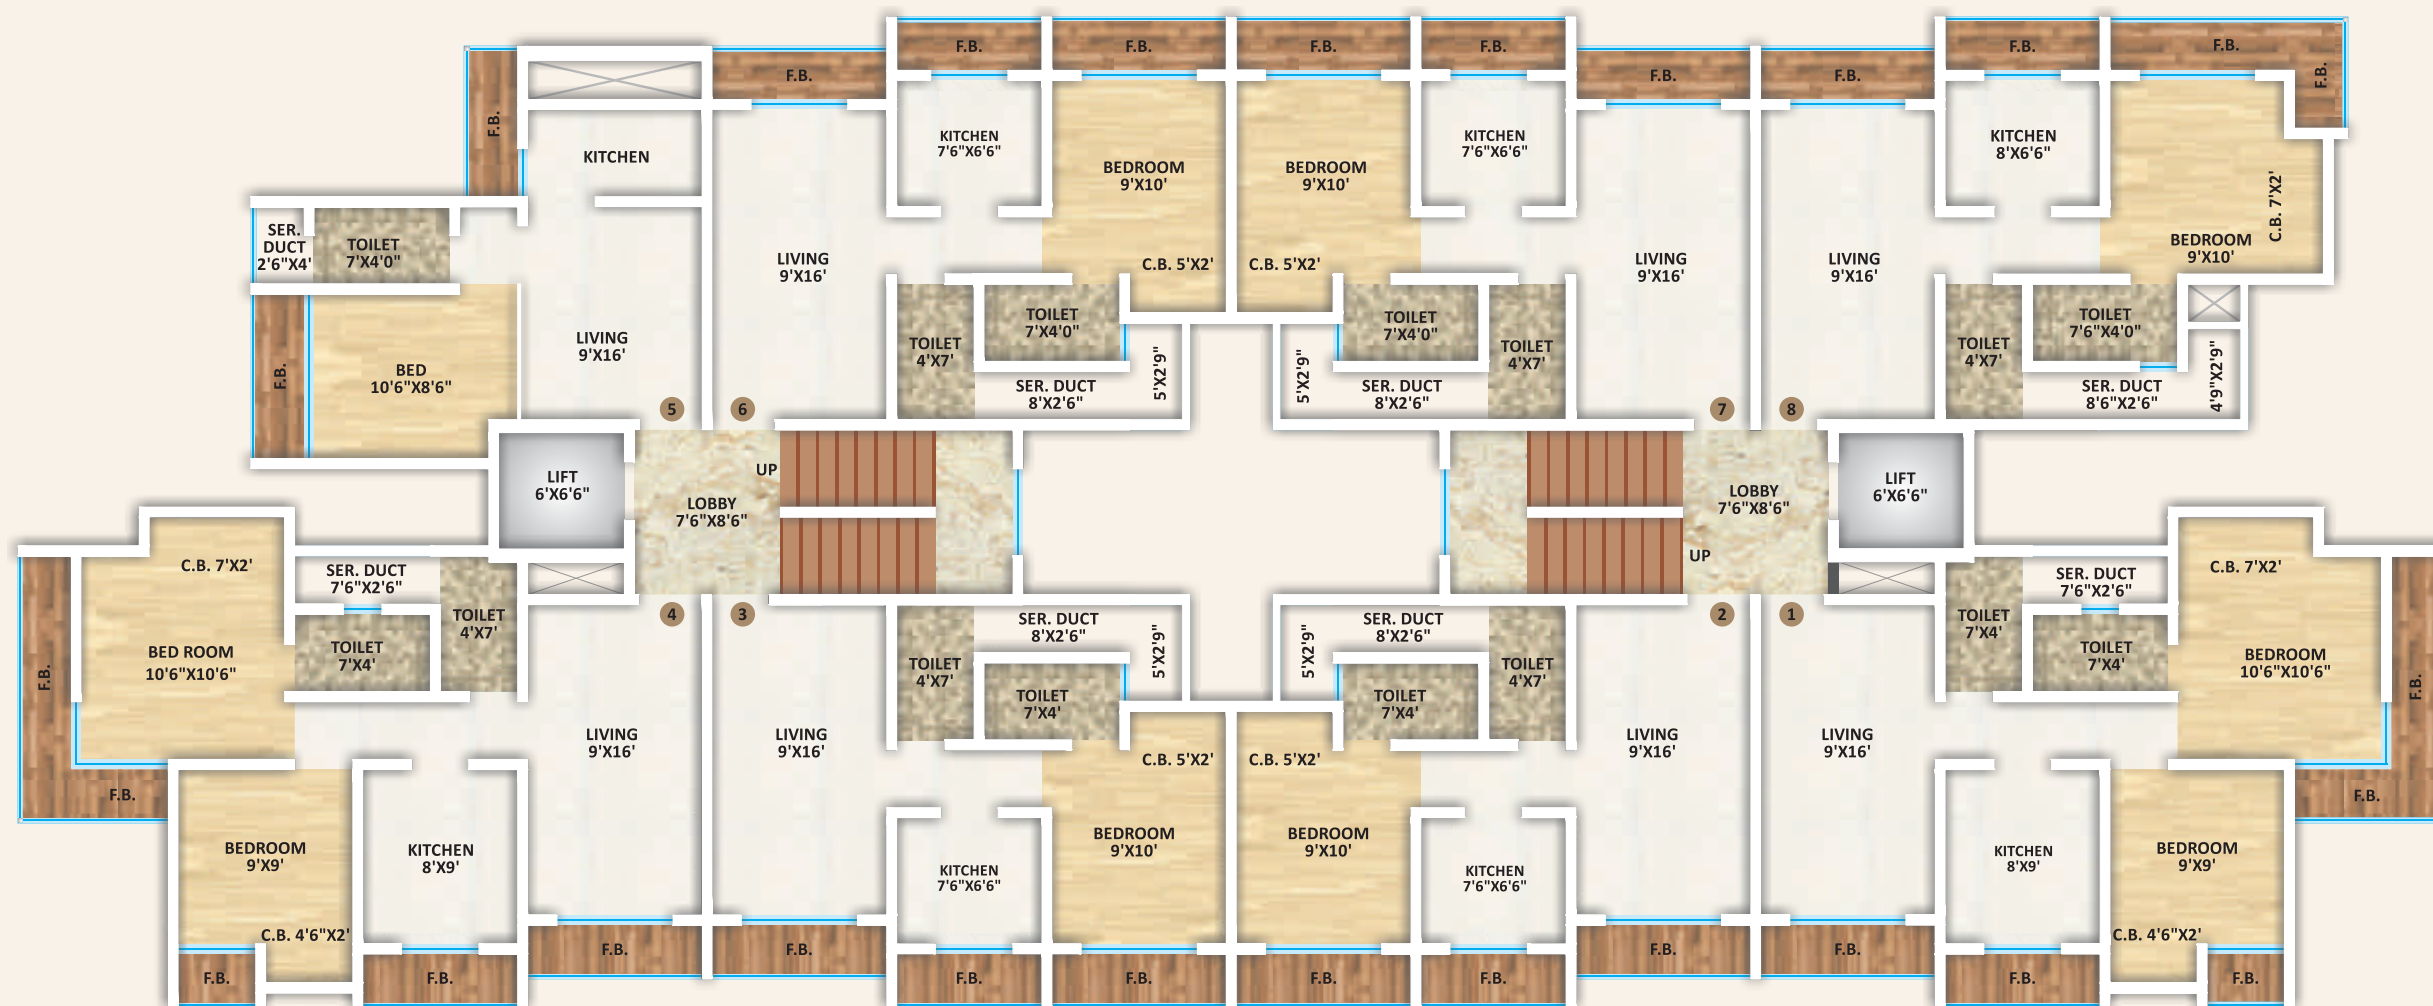 F.B.
F.B.
F.B.
F.B.
F.B.
F.B.
F.B.
F.B.
F.B.
F.B.
F.B.
F.B.
KITCHEN
KITCHEN
7'6"X6'6"
BEDROOM
9'X10'
BEDROOM
9'X10'
KITCHEN
7'6"X6'6"
KITCHEN
8'X6'6"
C.B. 7'X2'
BEDROOM
9'X10'
SER.
DUCT
2'6"X4'
TOILET
7'X4'0"
LIVING
9'X16'
C.B. 5'X2'
C.B. 5'X2'
LIVING
9'X16'
LIVING
9'X16'
F.B.
BED
10'6"X8'6"
LIVING
9'X16'
TOILET
4'X7'
TOILET
7'X4'0"
SER. DUCT
8'X2'6"
5'X2'9"
5'X2'9"
TOILET
7'X4'0"
SER. DUCT
8'X2'6"
TOILET
4'X7'
TOILET
4'X7'
TOILET
7'6"X4'0"
SER. DUCT
8'6"X2'6"
4'9"X2'9"
5
6
7
8
LIFT
6'X6'6"
LOBBY
7'6"X8'6"
UP
UP
LOBBY
7'6"X8'6"
LIFT
6'X6'6"
4
3
2
1
C.B. 7'X2'
SER. DUCT
7'6"X2'6"
TOILET
4'X7'
TOILET
7'X4'
BED ROOM
10'6"X10'6"
F.B.
F.B.
SER. DUCT
8'X2'6"
5'X2'9"
TOILET
4'X7'
TOILET
7'X4'
5'X2'9"
SER. DUCT
8'X2'6"
TOILET
7'X4'
TOILET
4'X7'
TOILET
7'X4'
SER. DUCT
7'6"X2'6"
TOILET
7'X4'
C.B. 7'X2'
BEDROOM
10'6"X10'6"
F.B.
F.B.
LIVING
9'X16'
LIVING
9'X16'
C.B. 5'X2'
C.B. 5'X2'
LIVING
9'X16'
LIVING
9'X16'
BEDROOM
9'X9'
C.B. 4'6"X2'
KITCHEN
8'X9'
KITCHEN
7'6"X6'6"
BEDROOM
9'X10'
BEDROOM
9'X10'
KITCHEN
7'6"X6'6"
KITCHEN
8'X9'
BEDROOM
9'X9'
C.B. 4'6"X2'
F.B.
F.B.
F.B.
F.B.
F.B.
F.B.
F.B.
F.B.
F.B.
F.B.
F.B.
F.B.